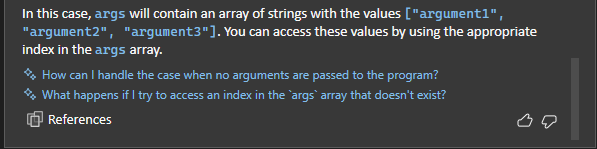 In this case, args will contain an array of strings with the values ["argument1",
"argument2", "argument3"]. You can access these values by using the appropriate
index in the args array.
How can I handle the case when no arguments are passed to the program?
What happens if I try to access an index in the `args` array that doesn't exist?
References